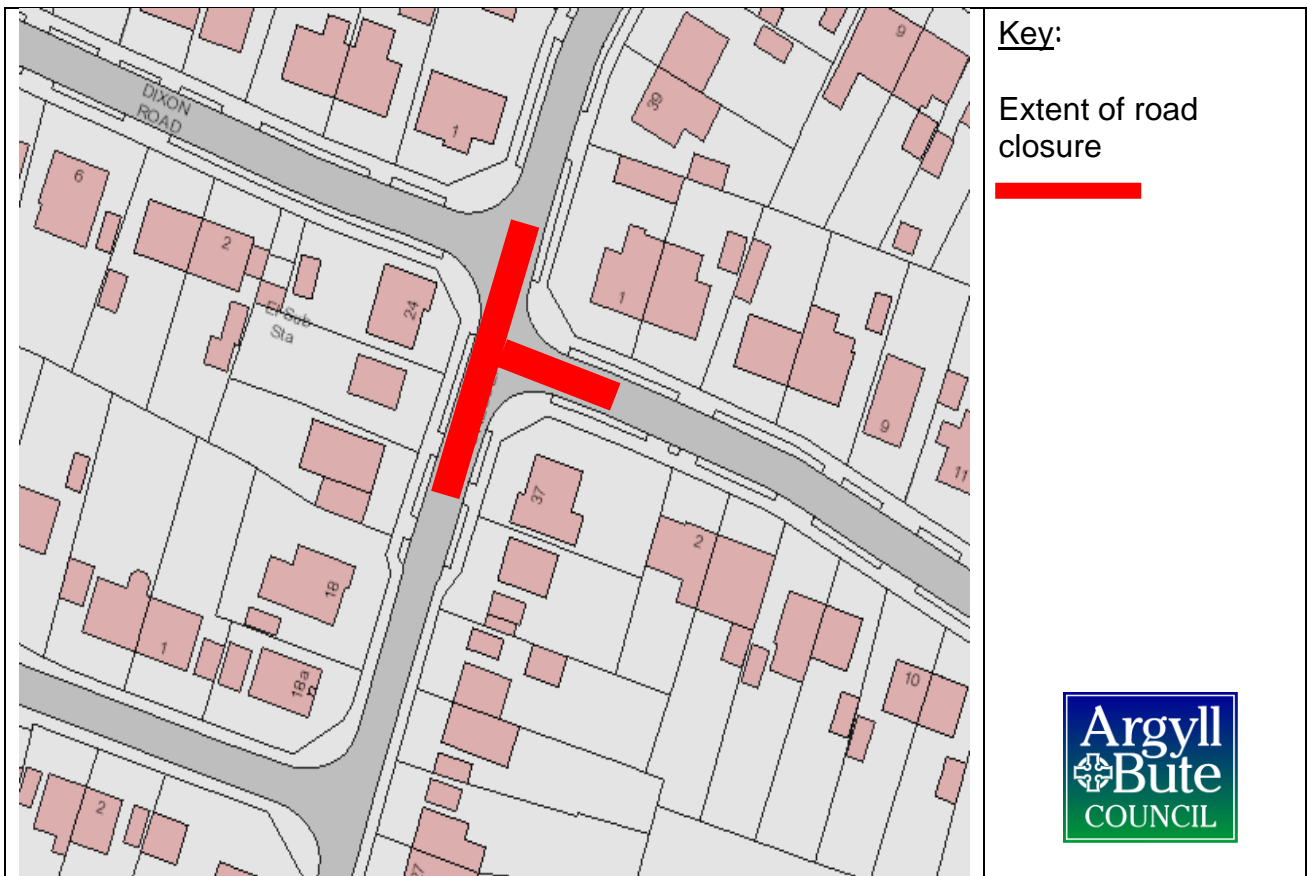 Key:
Extent of road
closure
DIXON
ROAD
1
9
39
6
2
El Sub
Sta
24
1
9
11
37
2
18
1
18a
10
2
Argyll
Bute
COUNCIL